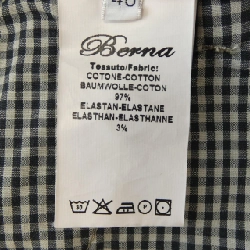 40
Berna
Tessuto/Fabric:
COTONE-COTTON
BAUMWOLLE-COTON
97%
ELASTAN-ELASTANE
ELASTHAN-ELASTHANNE
3%